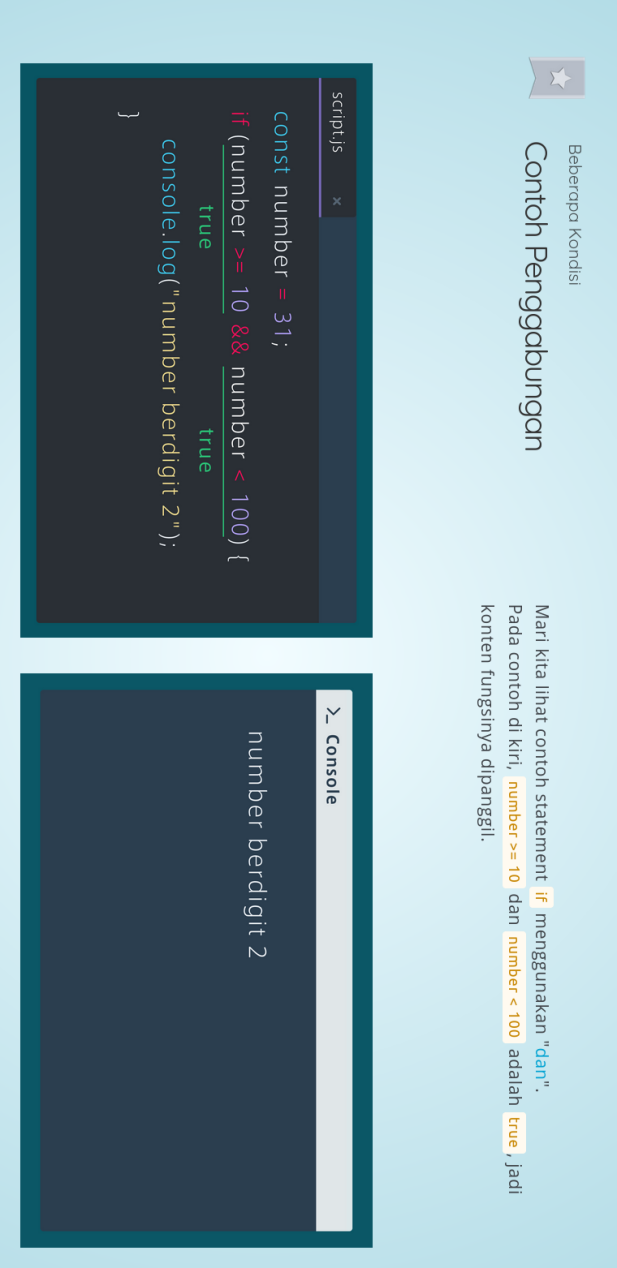 Beberapa Kondisi
Contoh Penggabungan
Mari kita lihat contoh statement if menggunakan "dan".
Pada contoh di kiri, number >= 10 dan number < 100 adalah true, jadi
konten fungsinya dipanggil.
script.js ×
const number = 31;
if (number >= 10 && number < 100) {
true true
console.log("number berdigit 2");
}
>_ Console
number berdigit 2